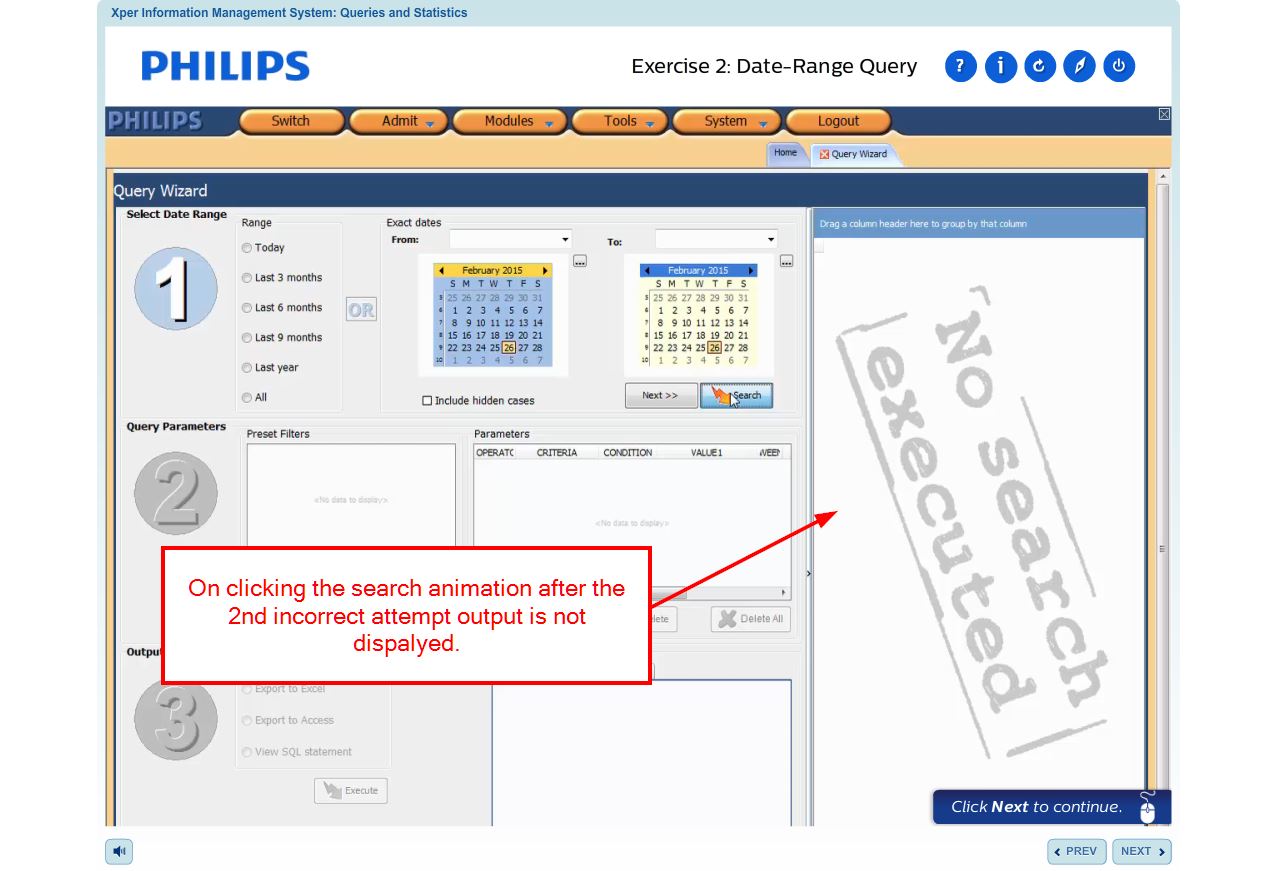 Xper Information Management System: Queries and Statistics
PHILIPS
Exercise 2: Date-Range Query
?
i
PHILIPS
Switch
Admit
Modules
Tools
System
Logout
Home
Query Wizard
Query Wizard
Select Date Range
1
Range
Today
Last 3 months
Last 6 months
Last 9 months
Last year
All
OR
Exact dates
From:
To:
...
...
February 2015
S M T W T F S
5 25 26 27 28 29 30 31
6 1 2 3 4 5 6 7
7 8 9 10 11 12 13 14
8 15 16 17 18 19 20 21
9 22 23 24 25 26 27 28
10 1 2 3 4 5 6 7
February 2015
S M T W T F S
5 25 26 27 28 29 30 31
6 1 2 3 4 5 6 7
7 8 9 10 11 12 13 14
8 15 16 17 18 19 20 21
9 22 23 24 25 26 27 28
10 1 2 3 4 5 6 7
Include hidden cases
Next >>
Search
Drag a column header here to group by that column
No search
executed
Query Parameters
2
Preset Filters
<No data to display>
Parameters
OPERATC CRITERIA CONDITION VALUE1
<No data to display>
lete
Delete All
On clicking the search animation after the
2nd incorrect attempt output is not
dispalyed.
Outpu
3
Export to Excel
Export to Access
View SQL statement
Execute
Click Next to continue.
PREV
NEXT